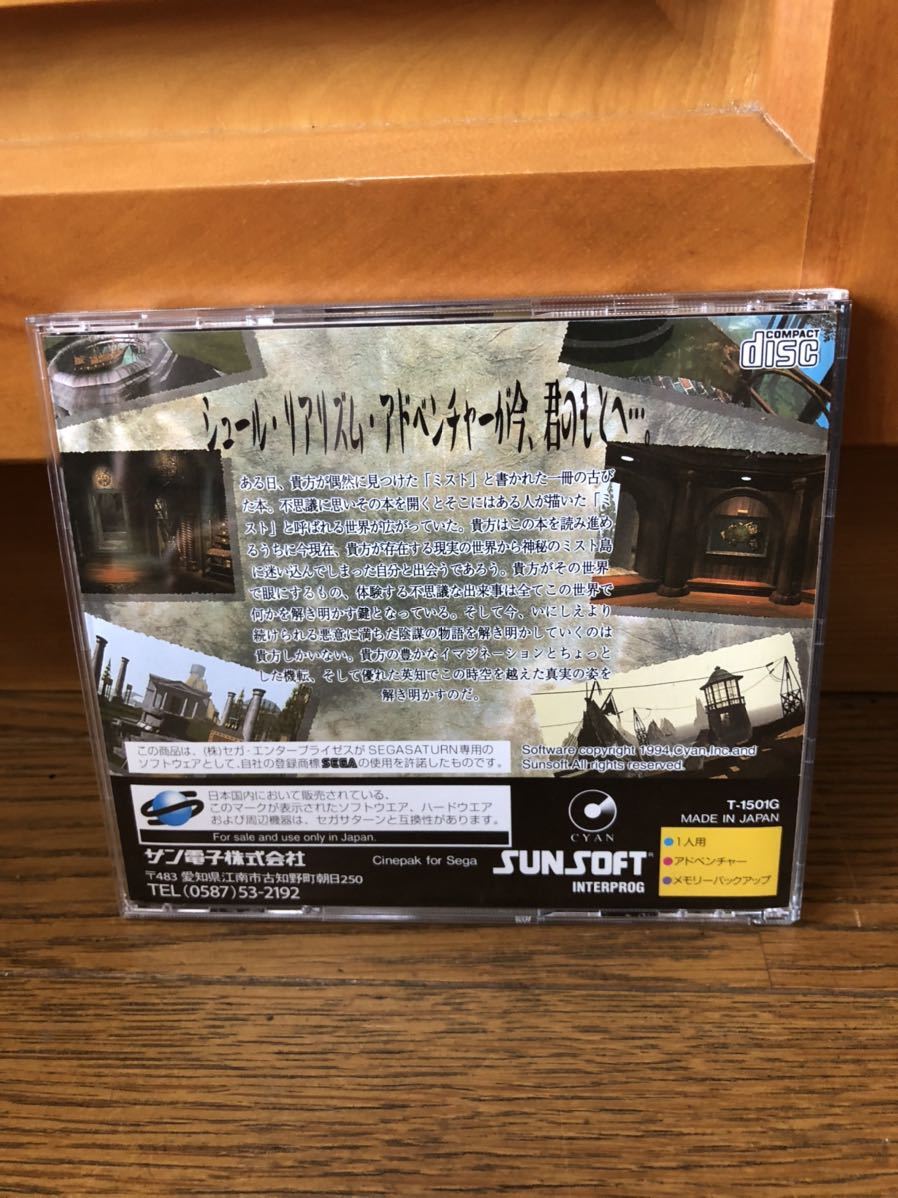 COMPACT
disc
シュール・リアリズム・アドベンチャーが今、君のもとへ…。
ある日、貴方が偶然に見つけた「ミスト」と書かれた一冊の古び
た本。不思議に思いその本を開くとそこにはある人が描いた「ミ
スト」と呼ばれる世界が広がっていた。貴方はこの本を読み進め
るうちに今現在、貴方が存在する現実の世界から神秘のミスト島
に迷い込んでしまった自分と出会うであろう。貴方がその世界
で眼にするもの、体験する不思議な出来事は全てこの世界で
何かを解き明かす鍵となっている。そして今、いにしえより
続けられる悪意に満ちた陰謀の物語を解き明かしていくのは
貴方しかいない。貴方の豊かなイマジネーションとちょっと
した機転、そして優れた英知でこの時空を越えた真実の姿を
解き明かすのだ。
この商品は、(株)セガ・エンタープライゼスがSEGASATURN専用の
ソフトウェアとして、自社の登録商標SEGAの使用を許諾したものです。
Software copyright 1994,Cyan,Inc.and
Sunsoft.All rights reserved.
日本国内において販売されている、
このマークが表示されたソフトウエア、ハードウエア
および周辺機器は、セガサターンと互換性があります。
For sale and use only in Japan.
サン電子株式会社
〒483 愛知県江南市古知野町朝日250
TEL(0587)53-2192
Cinepak for Sega
CYAN
SUNSOFT
INTERPROG
T-1501G
MADE IN JAPAN
1人用
アドベンチャー
メモリーバックアップ